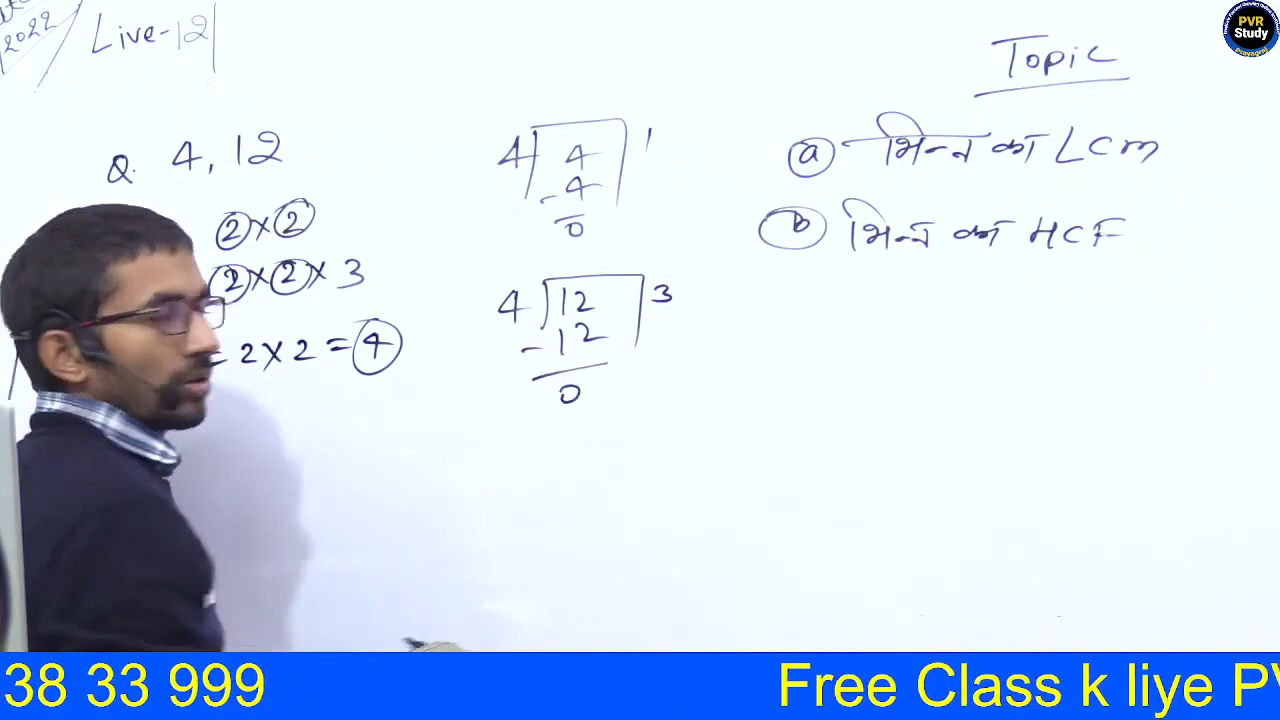 2022
Live-12
PVR
Study
Prayagraj
Topic
Q. 4, 12
2×2
2×2×3
2×2=4
4 4 1
-4
0
4 12 3
-12
0
a भिन्न का LCM
b भिन्न का HCF
38 33 999
Free Class k liye PV